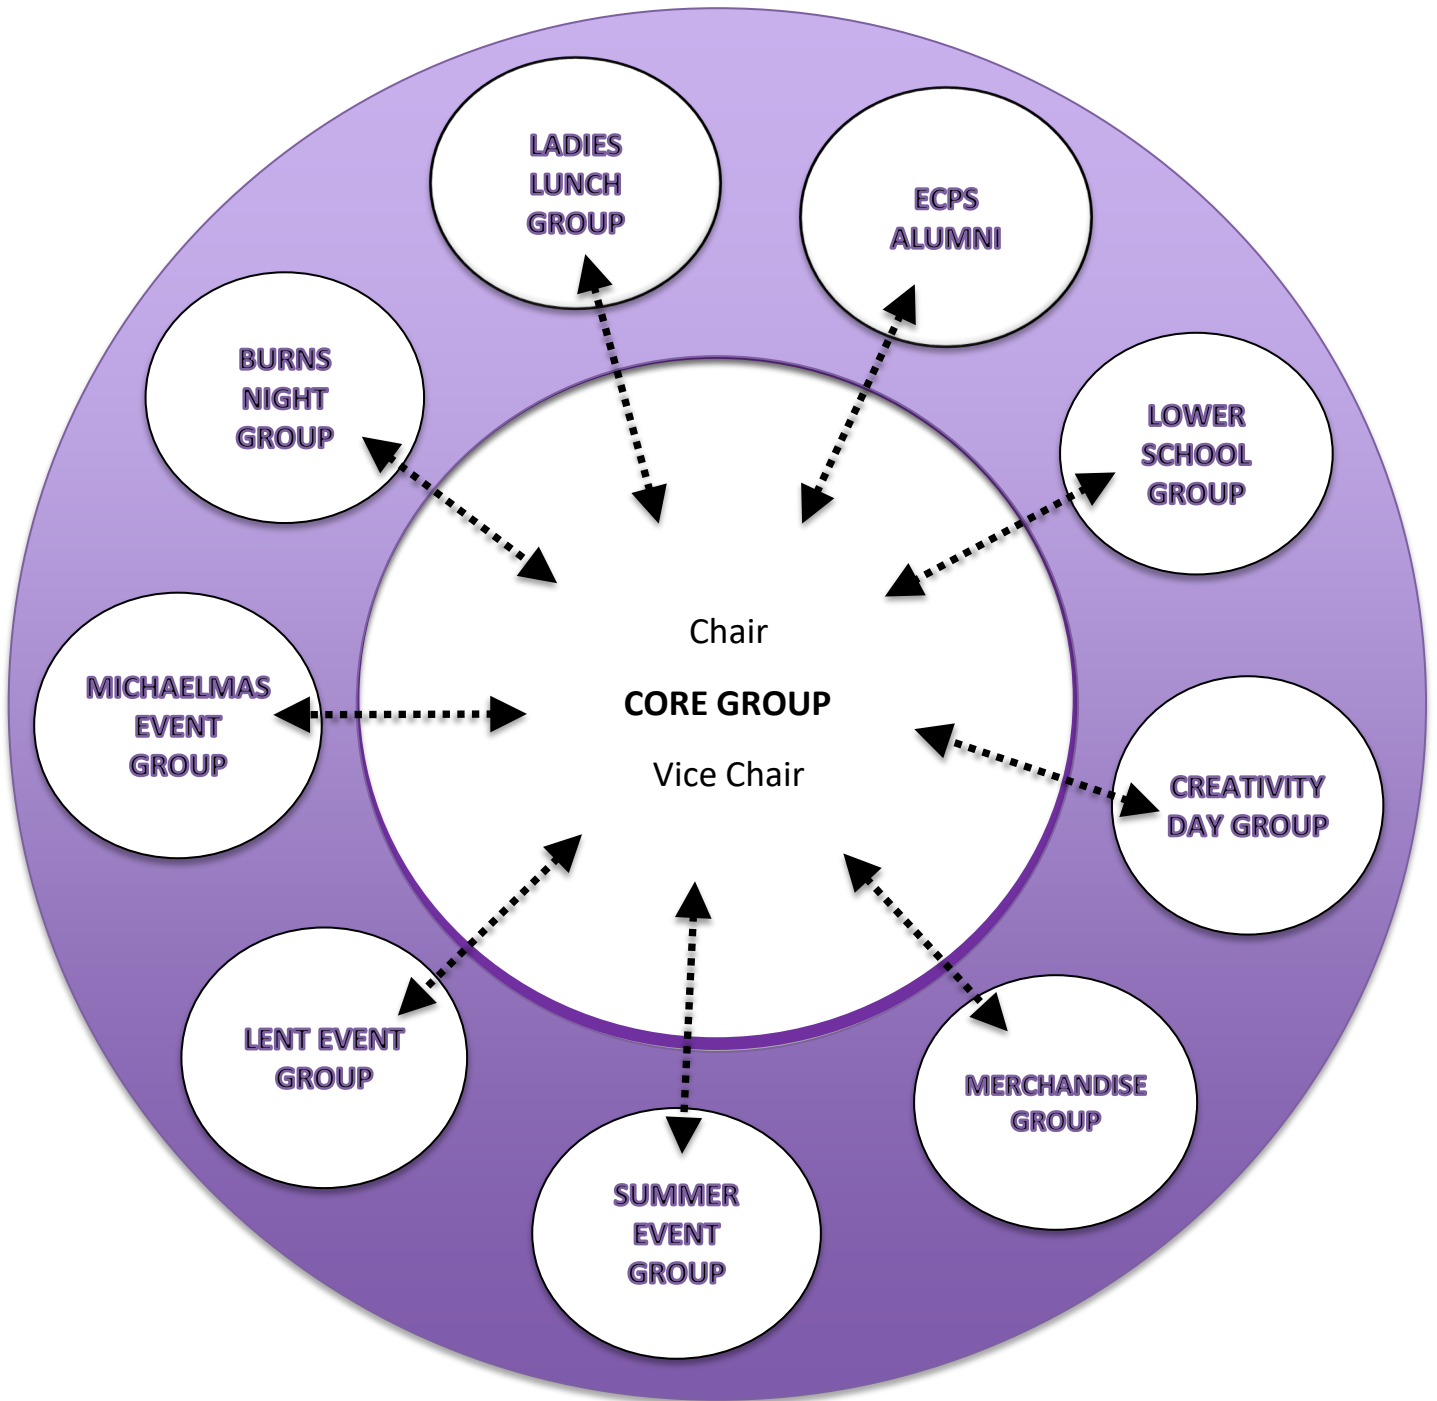 LADIES
LUNCH
GROUP
ECPS
ALUMNI
BURNS
NIGHT
GROUP
LOWER
SCHOOL
GROUP
Chair
CORE GROUP
Vice Chair
MICHAELMAS
EVENT
GROUP
CREATIVITY
DAY GROUP
LENT EVENT
GROUP
MERCHANDISE
GROUP
SUMMER
EVENT
GROUP